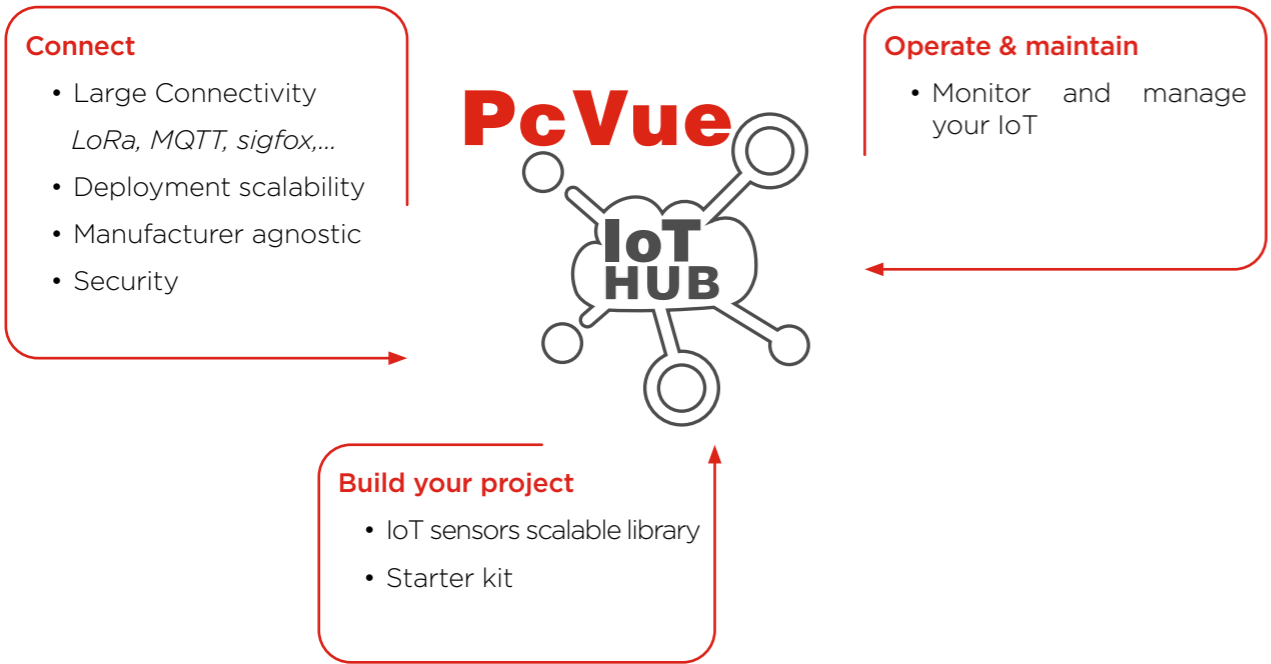 Connect
• Large Connectivity
LoRa, MQTT, sigfox,...
• Deployment scalability
• Manufacturer agnostic
• Security
PcVue
IoT
HUB
Operate & maintain
• Monitor and manage
your IoT
Build your project
• IoT sensors scalable library
• Starter kit